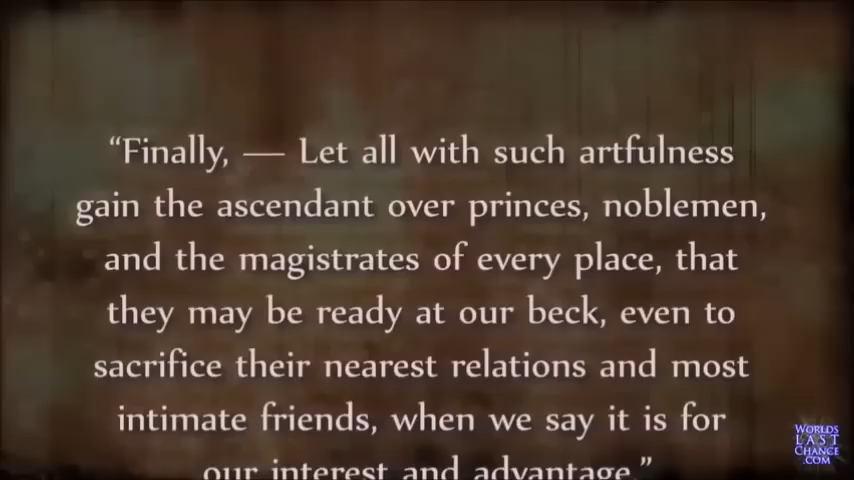 “Finally, — Let all with such artfulness
gain the ascendant over princes, noblemen,
and the magistrates of every place, that
they may be ready at our beck, even to
sacrifice their nearest relations and most
intimate friends, when we say it is for
our interest and advantage.”
WORLDS
LAST
CHANCE
.COM